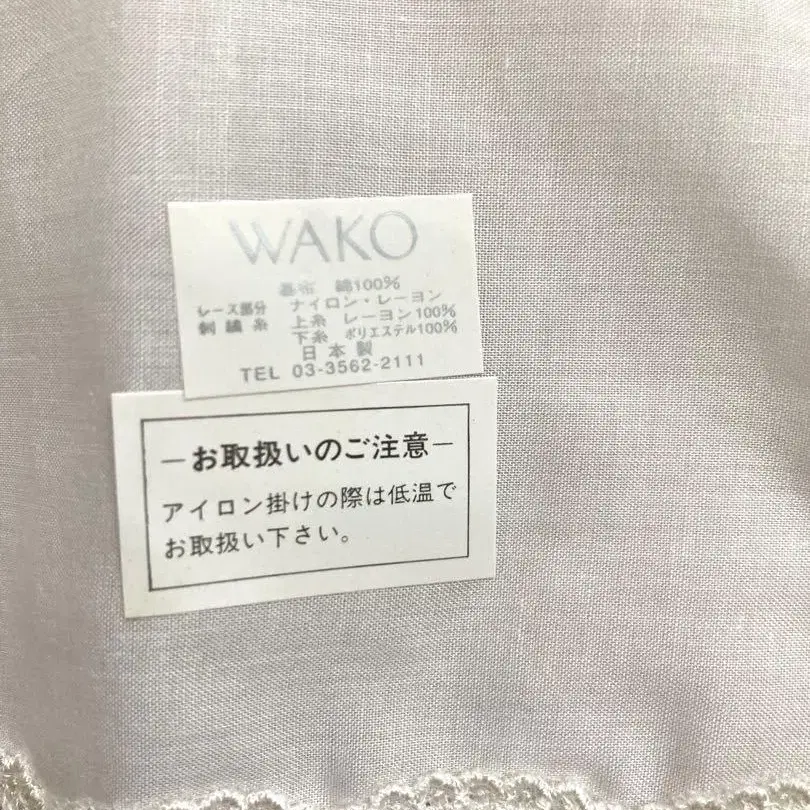 WAKO
基布 綿100%
レース部分 ナイロン・レーヨン
刺繍糸 上糸 レーヨン100%
下糸 ポリエステル100%
日本製
TEL 03-3562-2111
―お取扱いのご注意―
アイロン掛けの際は低温で
お取扱い下さい。